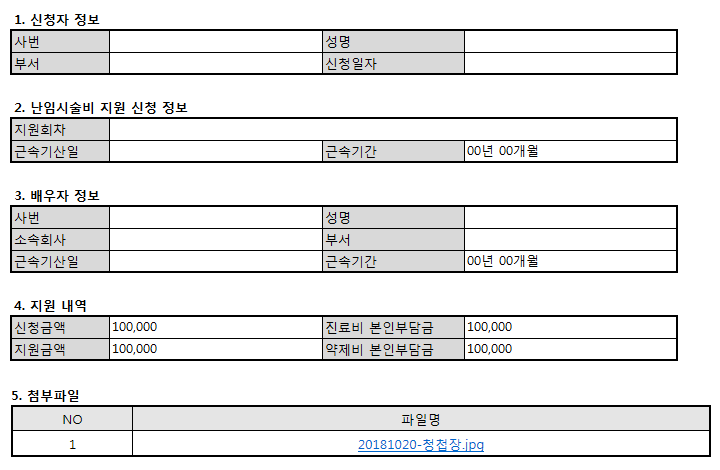 1. 신청자 정보
사번 성명
부서 신청일자
2. 난임시술비 지원 신청 정보
지원회차
근속기산일 근속기간 00년 00개월
3. 배우자 정보
사번 성명
소속회사 부서
근속기산일 근속기간 00년 00개월
4. 지원 내역
신청금액 100,000 진료비 본인부담금 100,000
지원금액 100,000 약제비 본인부담금 100,000
5. 첨부파일
NO 파일명
1 20181020-청첩장.jpg